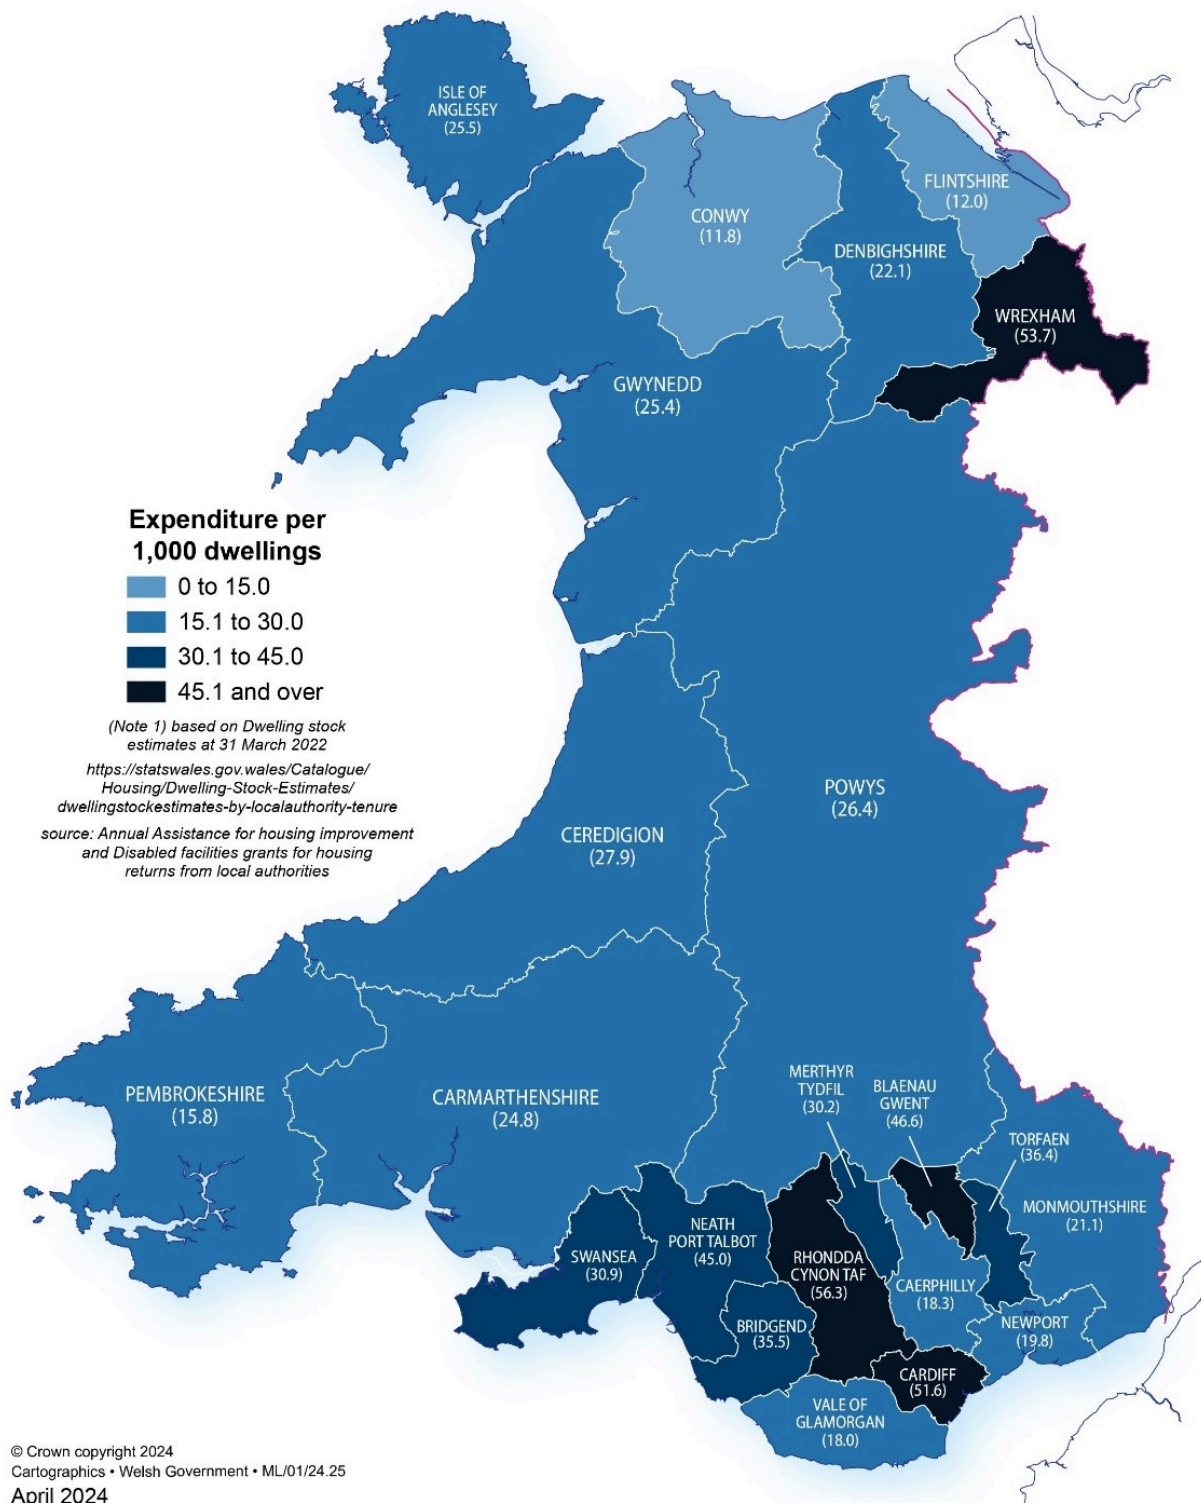 ISLE OF
ANGLESEY
(25.5)
CONWY
(11.8)
FLINTSHIRE
(12.0)
DENBIGHSHIRE
(22.1)
WREXHAM
(53.7)
GWYNEDD
(25.4)
Expenditure per
1,000 dwellings
0 to 15.0
15.1 to 30.0
30.1 to 45.0
45.1 and over
(Note 1) based on Dwelling stock
estimates at 31 March 2022
https://statswales.gov.wales/Catalogue/
Housing/Dwelling-Stock-Estimates/
dwellingstockestimates-by-localauthority-tenure
source: Annual Assistance for housing improvement
and Disabled facilities grants for housing
returns from local authorities
POWYS
(26.4)
CEREDIGION
(27.9)
PEMBROKESHIRE
(15.8)
CARMARTHENSHIRE
(24.8)
MERTHYR
TYDFIL
(30.2)
BLAENAU
GWENT
(46.6)
TORFAEN
(36.4)
MONMOUTHSHIRE
(21.1)
SWANSEA
(30.9)
NEATH
PORT TALBOT
(45.0)
RHONDDA
CYNON TAF
(56.3)
CAERPHILLY
(18.3)
BRIDGEND
(35.5)
NEWPORT
(19.8)
CARDIFF
(51.6)
VALE OF
GLAMORGAN
(18.0)
© Crown copyright 2024
Cartographics • Welsh Government • ML/01/24.25
April 2024